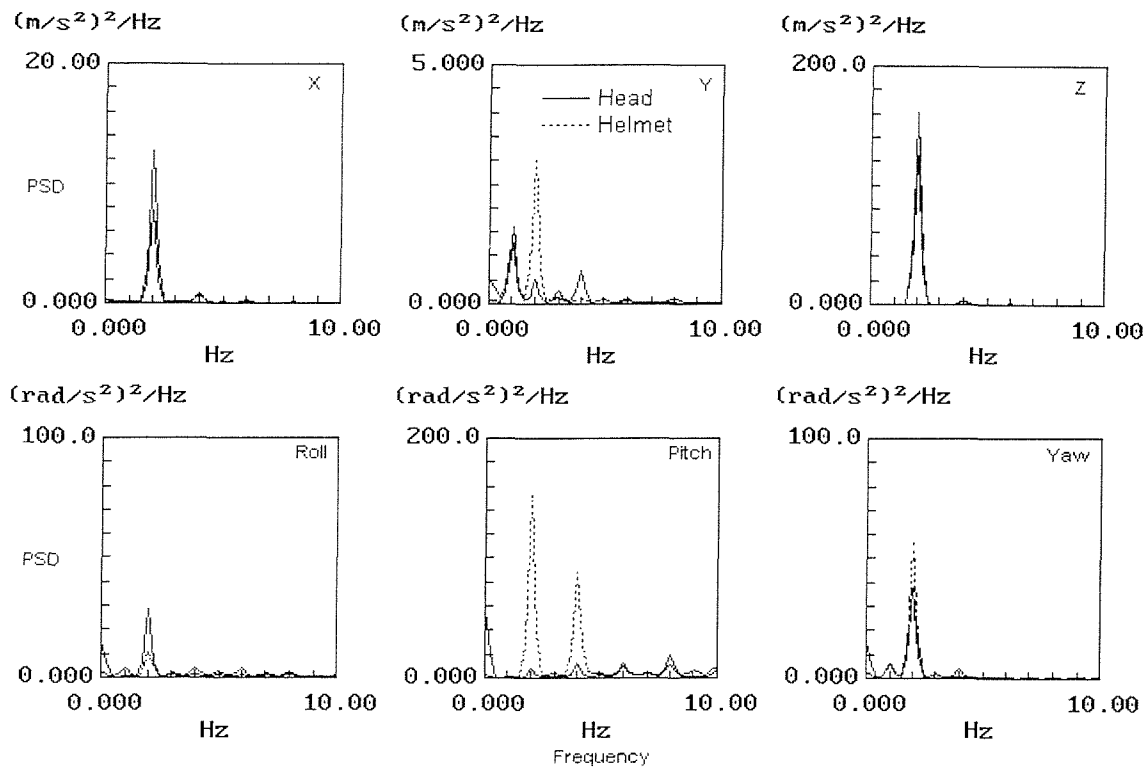 (m/s²)²/Hz
20.00
X
PSD
0.000
0.000
10.00
Hz
(m/s²)²/Hz
5.000
Y
Head
Helmet
0.000
0.000
10.00
Hz
(m/s²)²/Hz
200.0
Z
0.000
0.000
10.00
Hz
(rad/s²)²/Hz
100.0
Roll
PSD
0.000
0.000
10.00
Hz
(rad/s²)²/Hz
200.0
Pitch
0.000
0.000
10.00
Hz
Frequency
(rad/s²)²/Hz
100.0
Yaw
0.000
0.000
10.00
Hz